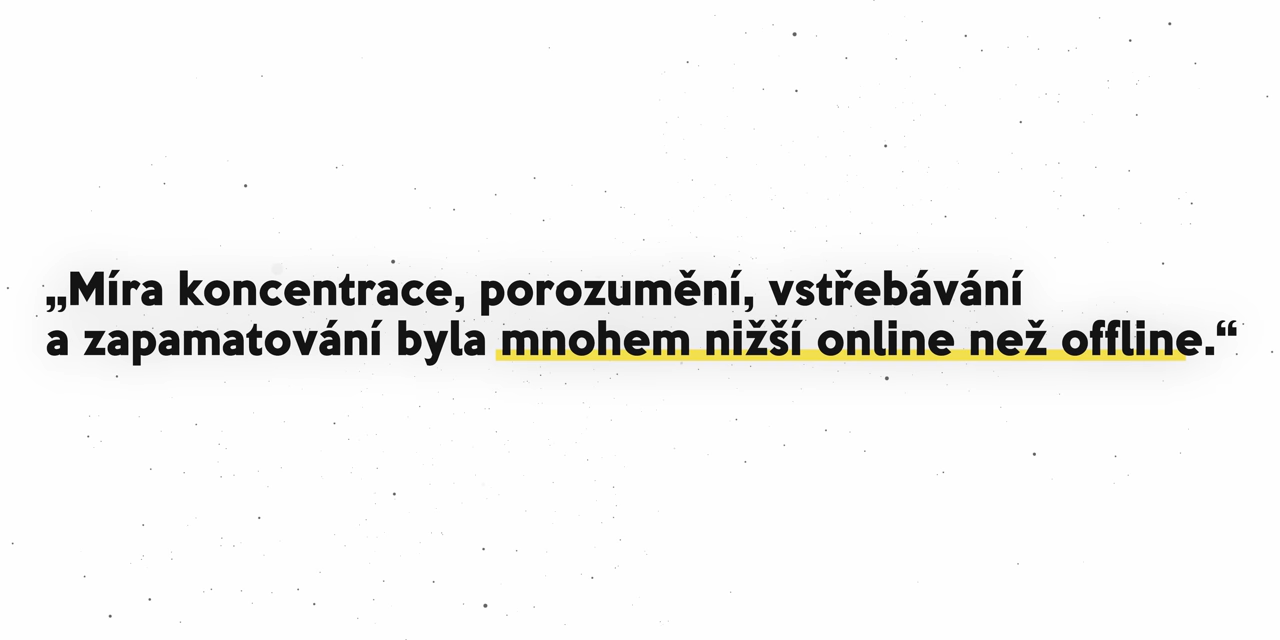 „Míra koncentrace, porozumění, vstřebávání
a zapamatování byla mnohem nižší online než offline.“